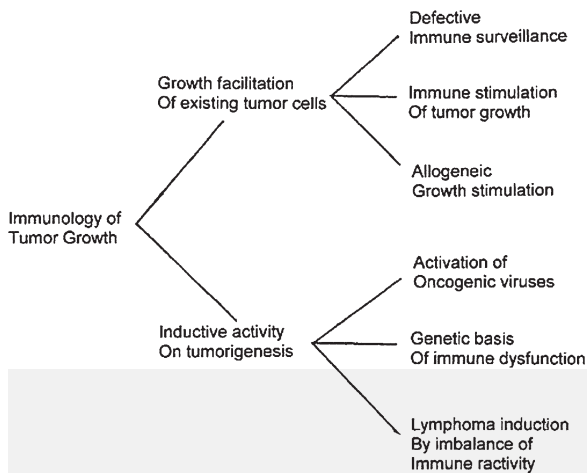 Immunology of
Tumor Growth
Growth facilitation
Of existing tumor cells
Defective
Immune surveillance
Immune stimulation
Of tumor growth
Allogeneic
Growth stimulation
Inductive activity
On tumorigenesis
Activation of
Oncogenic viruses
Genetic basis
Of immune dysfunction
Lymphoma induction
By imbalance of
Immune ractivity